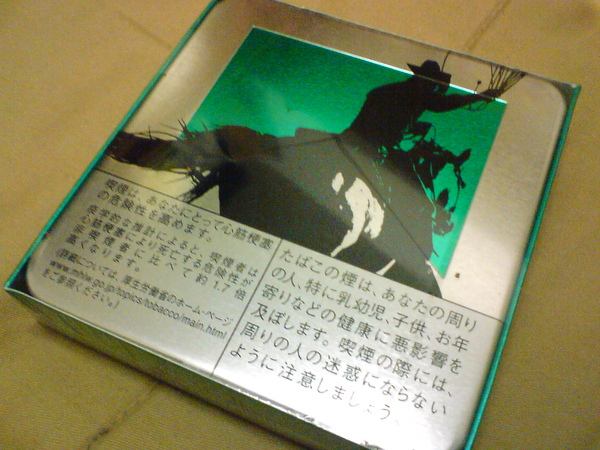 喫煙は、あなたにとって心筋梗塞
の危険性を高めます。
疫学的な推計によると、喫煙者は
心筋梗塞により死亡する危険性が
非喫煙者に比べて約1.7倍
高くなります。
(詳細については、厚生労働省のホーム・ページ
www.mhlw.go.jp/topics/tobacco/main.html
をご参照ください。)
たばこの煙は、あなたの周り
の人、特に乳幼児、子供、お年
寄りなどの健康に悪影響を
及ぼします。喫煙の際には、
周りの人の迷惑にならない
ように注意しましょう。